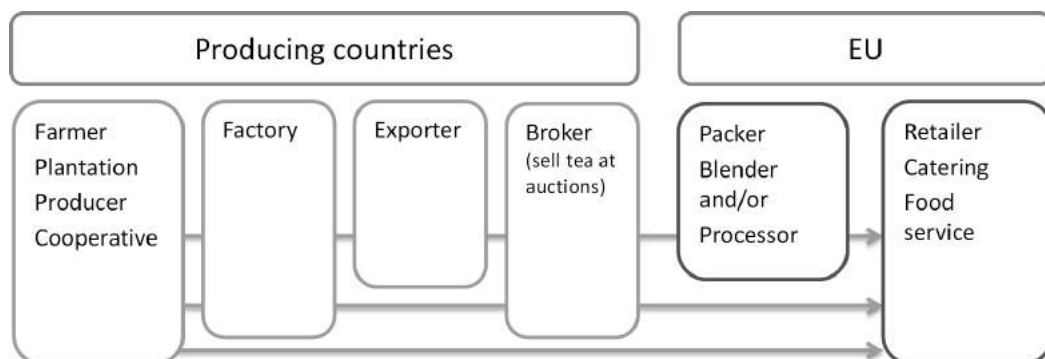 Producing countries
EU
Farmer
Plantation
Producer
Cooperative
Factory
Exporter
Broker
(sell tea at
auctions)
Packer
Blender
and/or
Processor
Retailer
Catering
Food
service